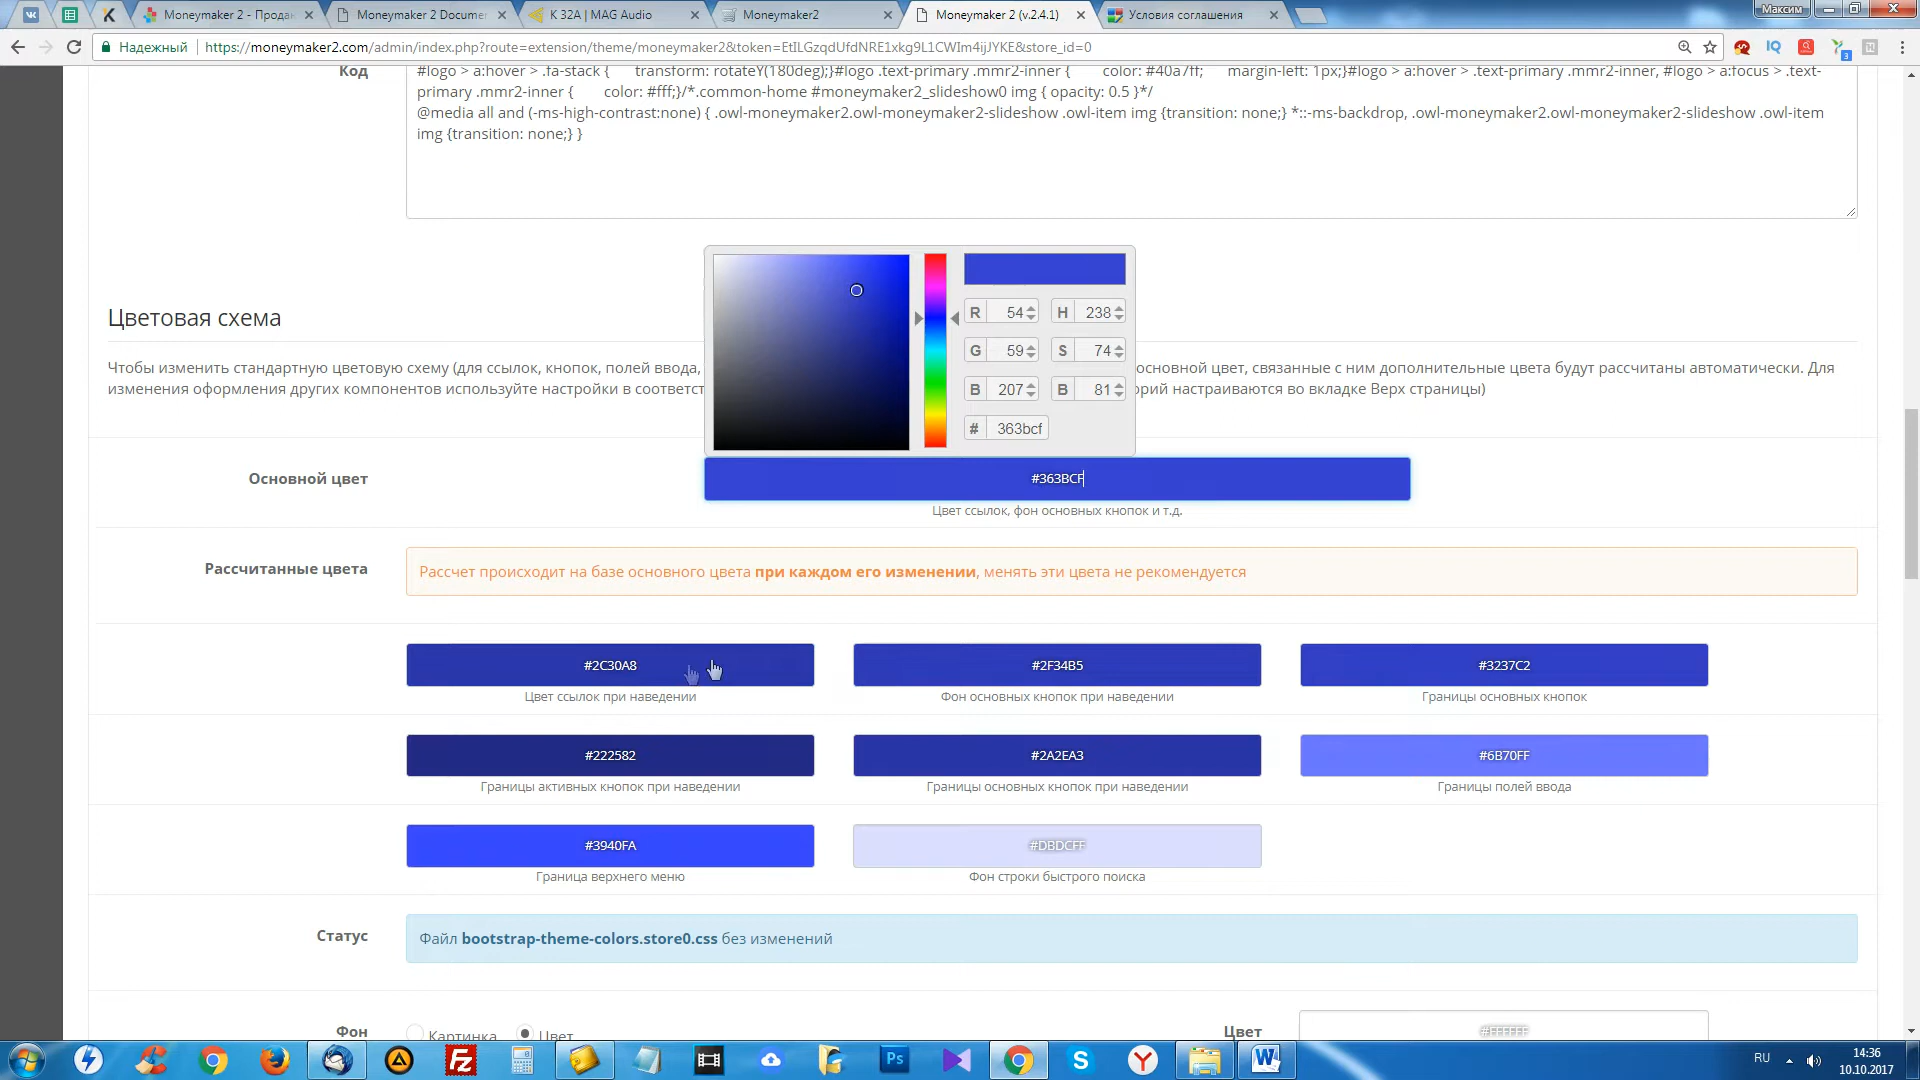 Moneymaker 2 - Прода
Moneymaker 2 Docume
K 32A | MAG Audio
Moneymaker2
Moneymaker 2 (v.2.4.1)
Условия соглашения
Максим
Надежный
https://moneymaker2.com/admin/index.php?route=extension/theme/moneymaker2&token=EtILGzqdUfdNRE1xkg9L1CWIm4ijJYKE&store_id=0
IQ
3
Код
#logo > a:hover > .fa-stack { transform: rotateY(180deg);}#logo .text-primary .mmr2-inner { color: #40a7ff; margin-left: 1px;}#logo > a:hover > .text-primary .mmr2-inner, #logo > a:focus > .text-
primary .mmr2-inner { color: #fff;}/*.common-home #moneymaker2_slideshow0 img { opacity: 0.5 }*/
@media all and (-ms-high-contrast:none) { .owl-moneymaker2.owl-moneymaker2-slideshow .owl-item img {transition: none;} *::-ms-backdrop, .owl-moneymaker2.owl-moneymaker2-slideshow .owl-item
img {transition: none;} }
R 54 H 238
G 59 S 74
B 207 B 81
# 363bcf
Цветовая схема
Чтобы изменить стандартную цветовую схему (для ссылок, кнопок, полей ввода, основной цвет, связанные с ним дополнительные цвета будут рассчитаны автоматически. Для
изменения оформления других компонентов используйте настройки в соответст орий настраиваются во вкладке Верх страницы)
Основной цвет
#363BCF
Цвет ссылок, фон основных кнопок и т.д.
Рассчитанные цвета
Рассчет происходит на базе основного цвета при каждом его изменении, менять эти цвета не рекомендуется
#2C30A8 #2F34B5 #3237C2
Цвет ссылок при наведении Фон основных кнопок при наведении Границы основных кнопок
#222582 #2A2EA3 #6B70FF
Границы активных кнопок при наведении Границы основных кнопок при наведении Границы полей ввода
#3940FA #DBDCFF
Граница верхнего меню Фон строки быстрого поиска
Статус
Файл bootstrap-theme-colors.store0.css без изменений
Фон
Картинка
Цвет
Цвет
#FFFFFF
RU
14:36
10.10.2017